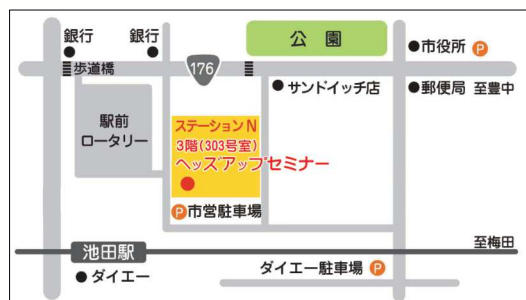 銀行
銀行
公園
市役所 P
歩道橋
176
サンドイッチ店
郵便局 至豊中
駅前
ロータリー
ステーションN
3階(303号室)
ヘッズアップセミナー
P市営駐車場
至梅田
池田駅
ダイエー
ダイエー駐車場 P